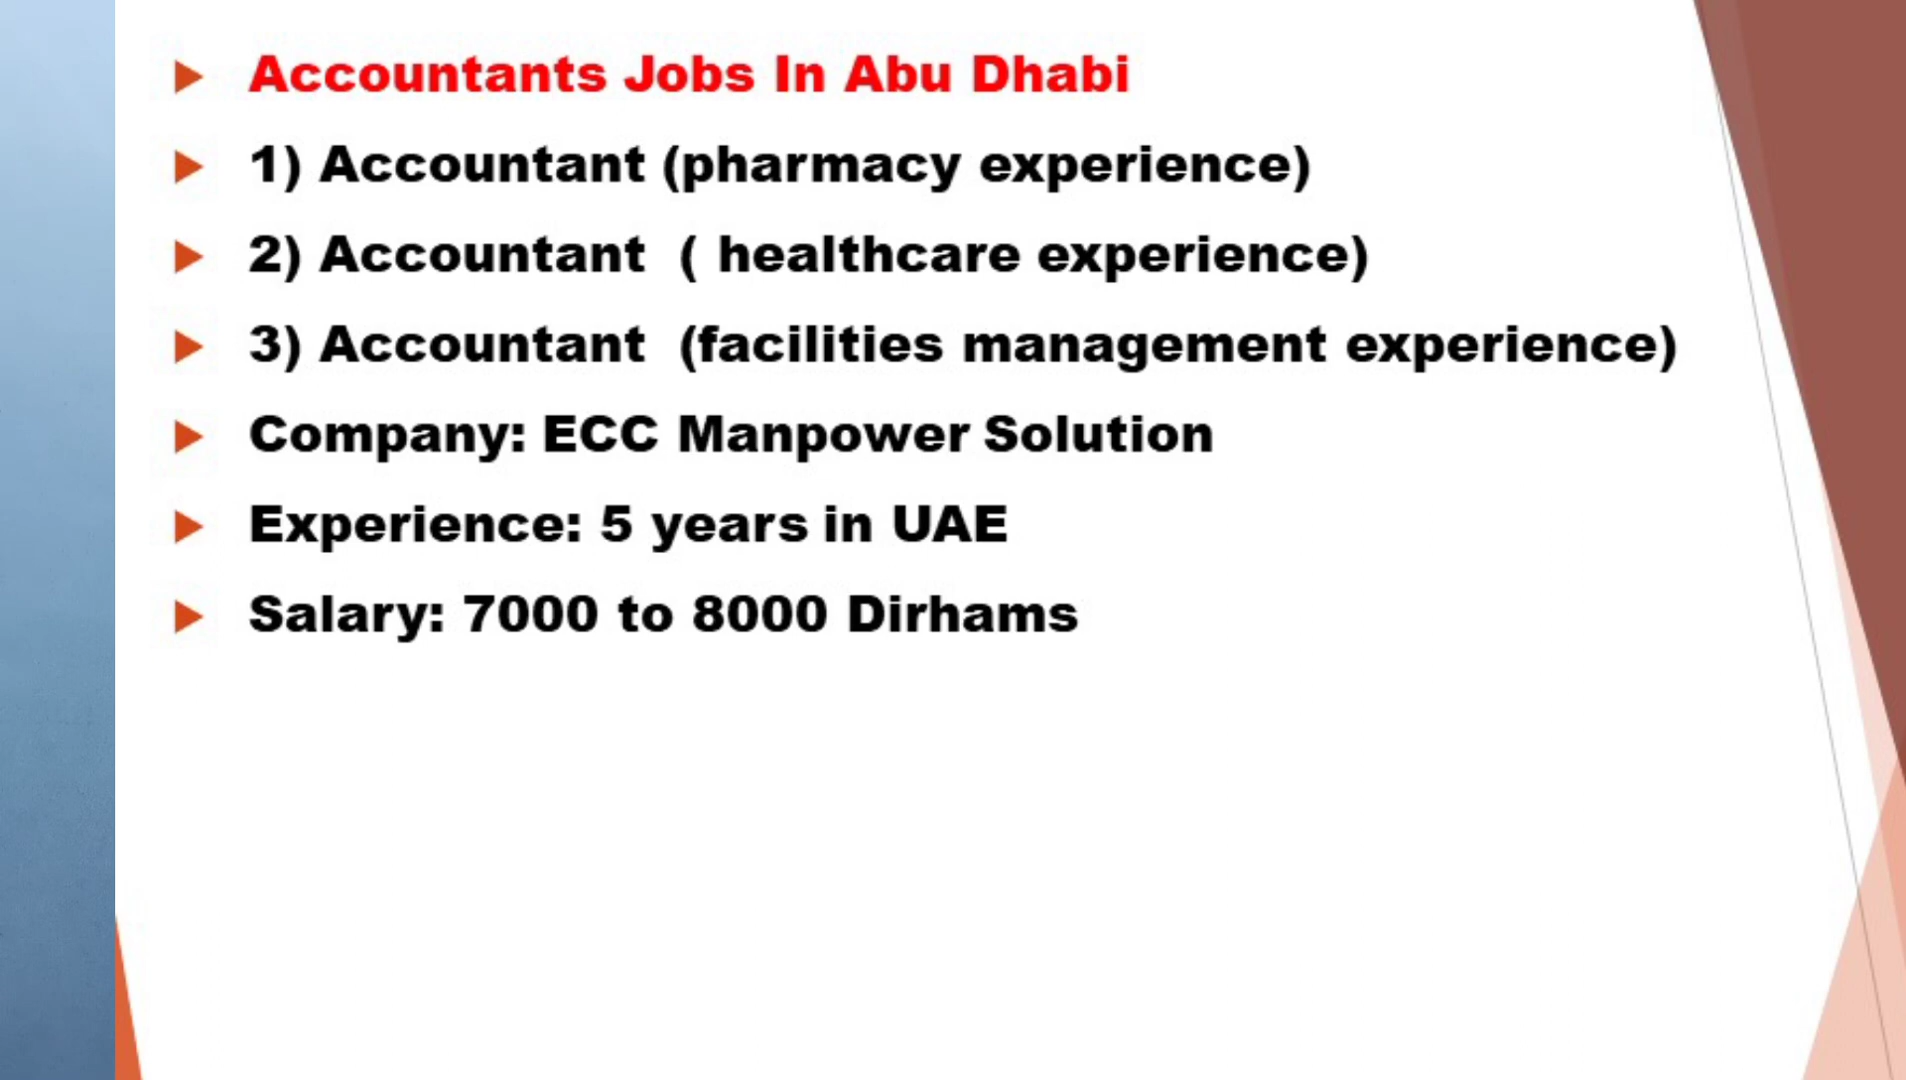 Accountants Jobs In Abu Dhabi
1) Accountant (pharmacy experience)
2) Accountant  ( healthcare experience)
3) Accountant  (facilities management experience)
Company: ECC Manpower Solution
Experience: 5 years in UAE
Salary: 7000 to 8000 Dirhams